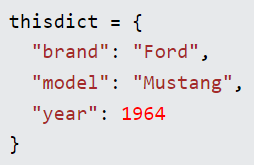 thisdict = {
  "brand": "Ford",
  "model": "Mustang",
  "year": 1964
}